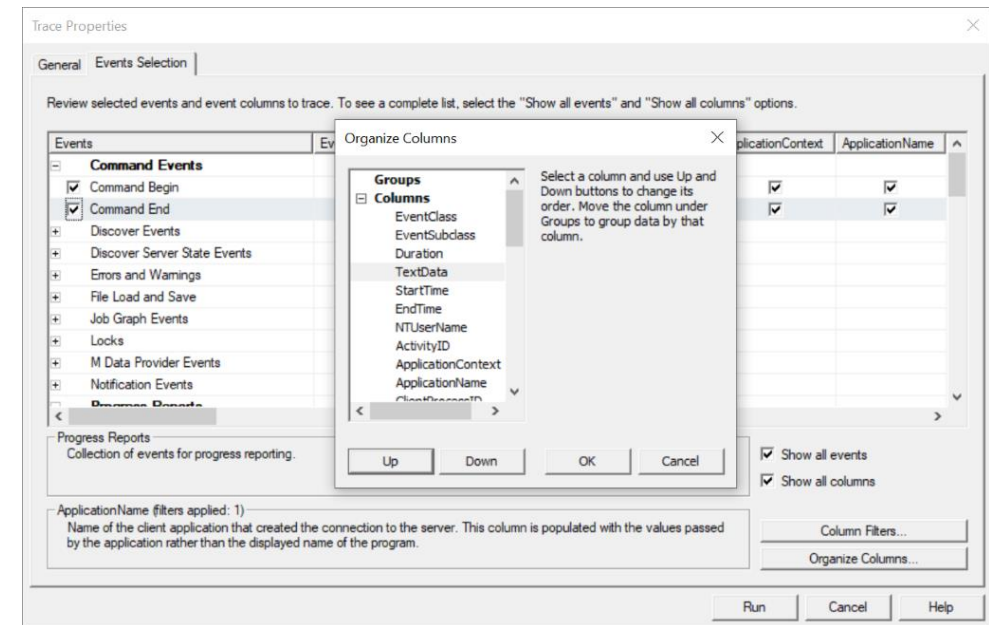 Trace Properties
General Events Selection
Review selected events and event columns to trace. To see a complete list, select the "Show all events" and "Show all columns" options.
Events
Command Events
Command Begin
Command End
Discover Events
Discover Server State Events
Errors and Warnings
File Load and Save
Job Graph Events
Locks
M Data Provider Events
Notification Events
Progress Reports
Ev
plicationContext ApplicationName
Organize Columns
Groups
Columns
EventClass
EventSubclass
Duration
TextData
StartTime
EndTime
NTUserName
ActivityID
ApplicationContext
ApplicationName
ClientProcessID
Select a column and use Up and
Down buttons to change its
order. Move the column under
Groups to group data by that
column.
Up Down OK Cancel
Progress Reports
Collection of events for progress reporting.
Show all events
Show all columns
ApplicationName (filters applied: 1)
Name of the client application that created the connection to the server. This column is populated with the values passed
by the application rather than the displayed name of the program.
Column Filters...
Organize Columns...
Run Cancel Help